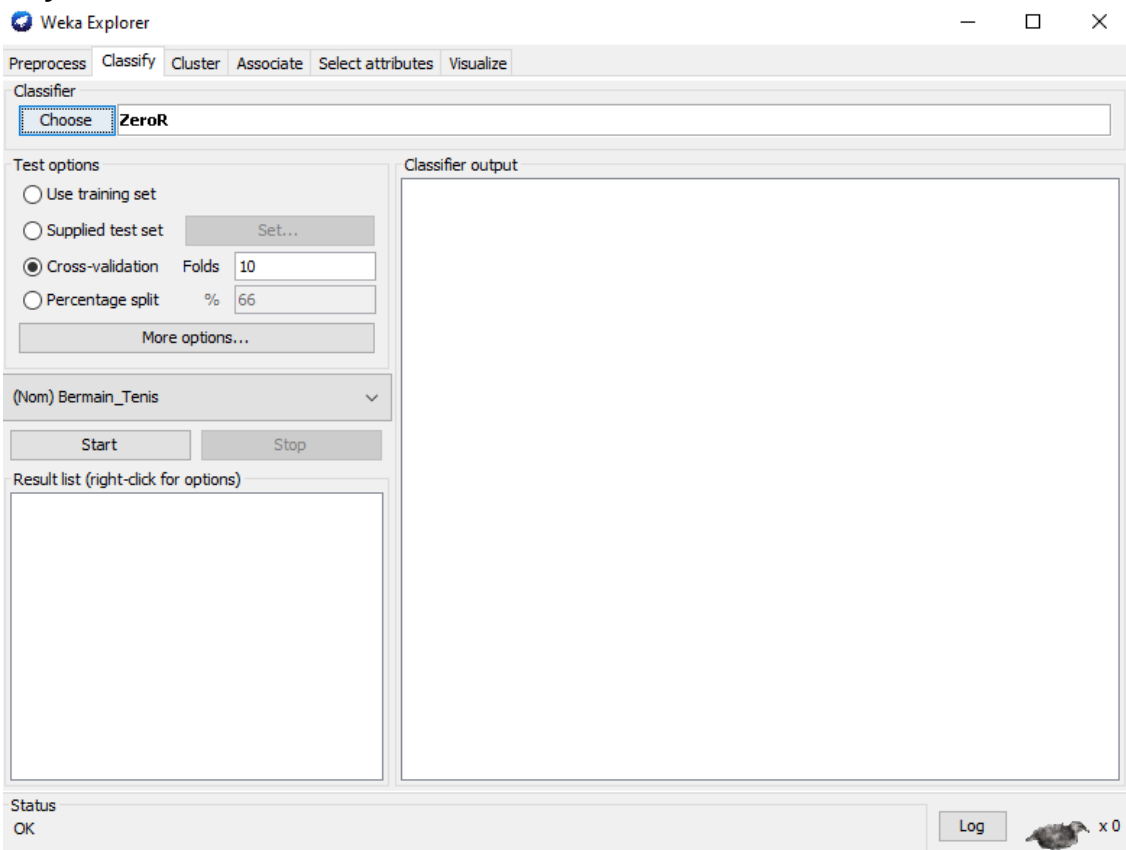 Weka Explorer
Preprocess Classify Cluster Associate Select attributes Visualize
Classifier
Choose ZeroR
Test options
Use training set
Supplied test set Set...
Cross-validation Folds 10
Percentage split % 66
More options...
(Nom) Bermain_Tenis
Start Stop
Result list (right-click for options)
Classifier output
Status
OK
Log x 0